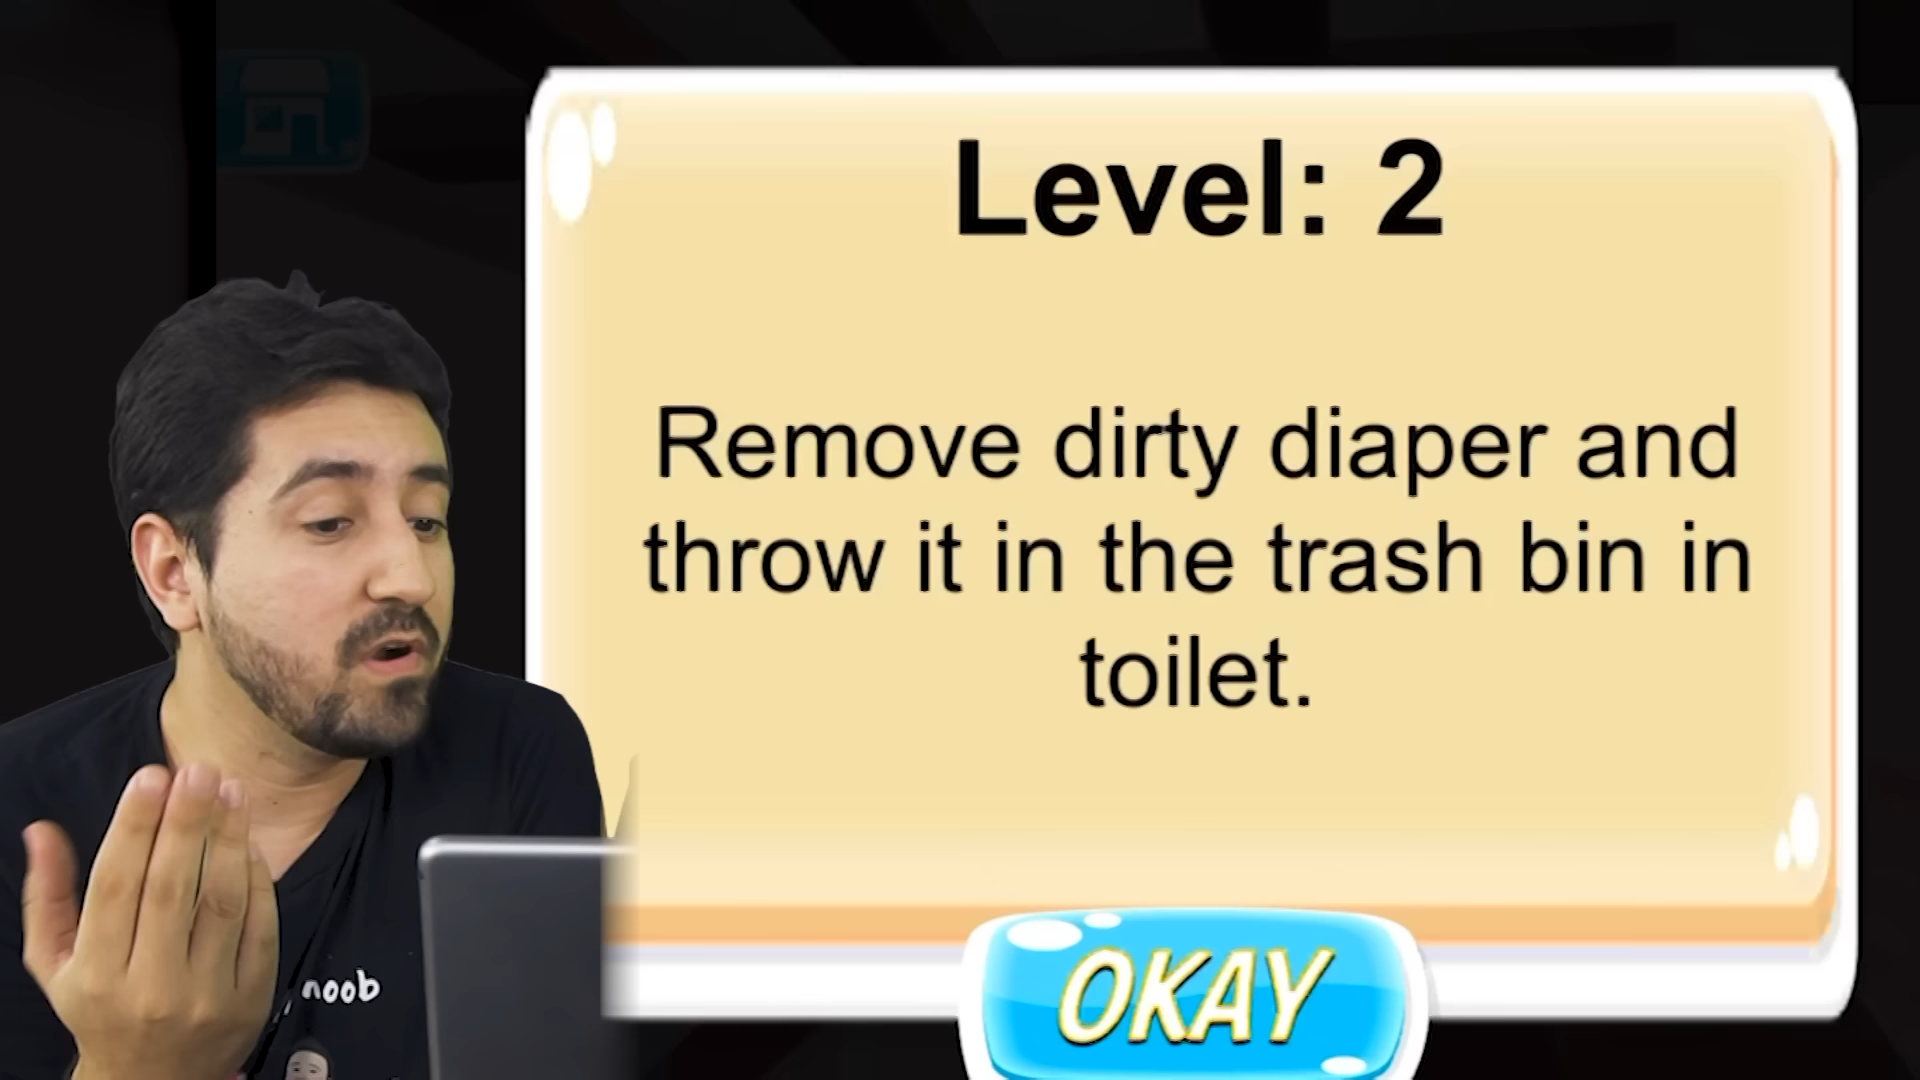 Level: 2
Remove dirty diaper and
throw it in the trash bin in
toilet.
OKAY
noob